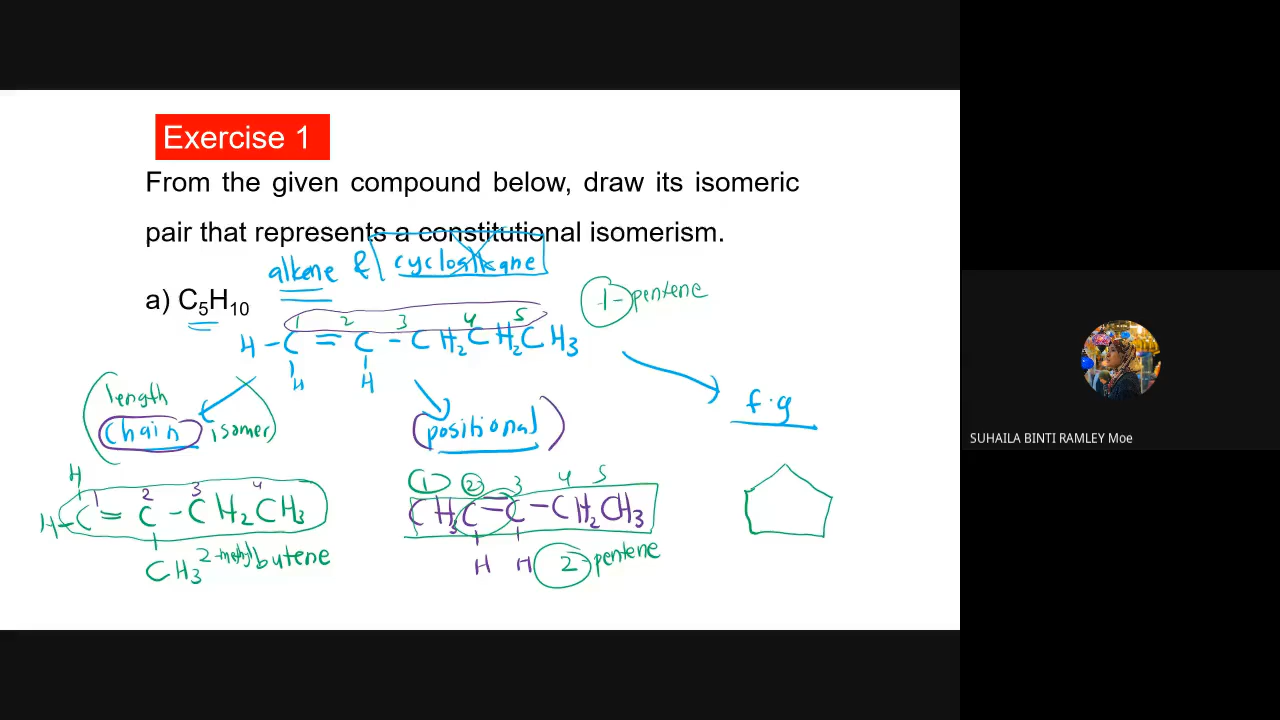 Exercise 1
From the given compound below, draw its isomeric
pair that represents a constitutional isomerism.
alkene & cycloalkane
a) C5H10
1-pentene
1 2 3 4 5
H - C = C - CH2CH2CH3
H H
length
chain isomer
positional
f.g
H
1 2 3 4
H-C = C - CH2CH3
CH3
2-methyl butene
1 2 3 4 5
CH3C = C - CH2CH3
H H
2-pentene
SUHAILA BINTI RAMLEY Moe